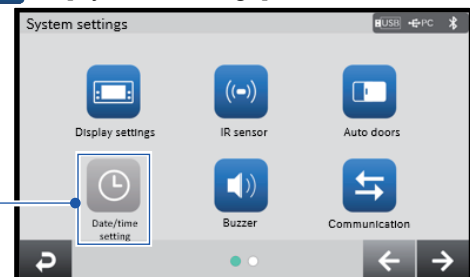 System settings
USB PC
Display settings
IR sensor
Auto doors
Date/time
setting
Buzzer
Communication